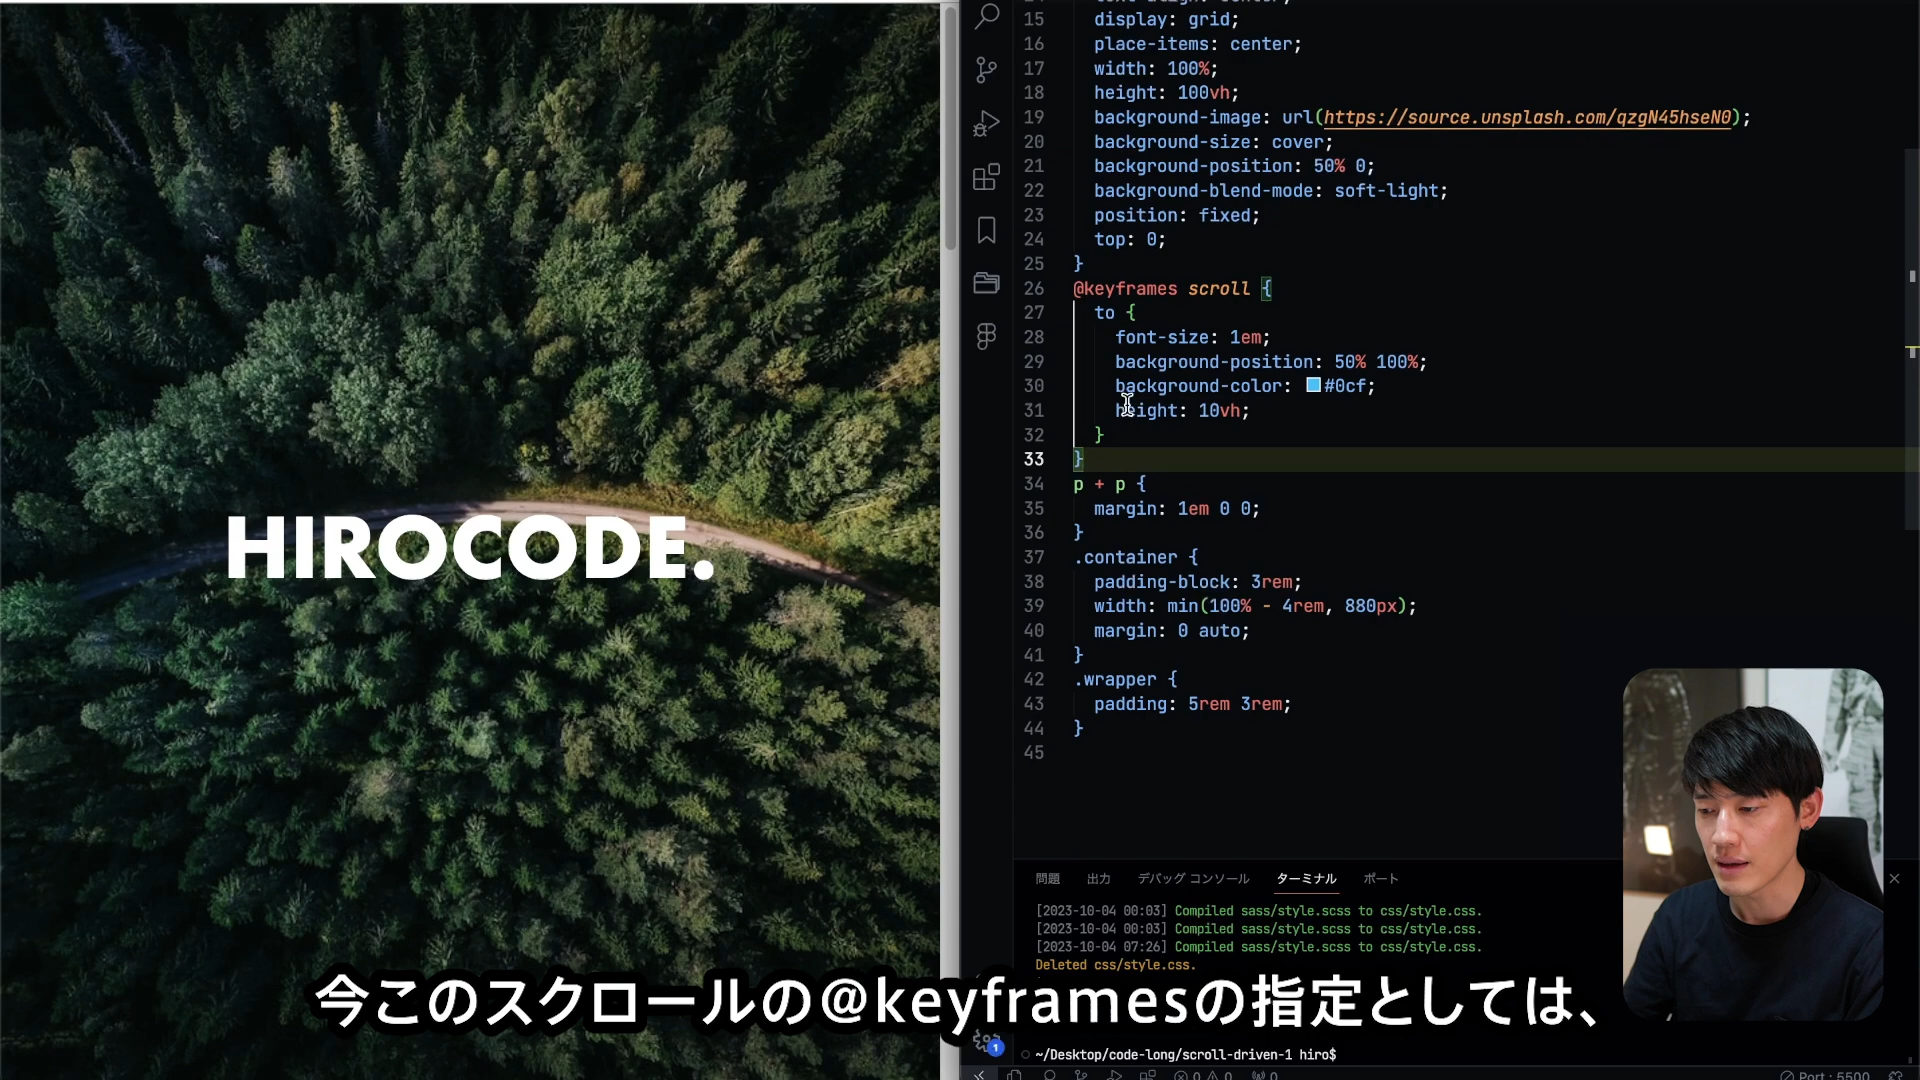 HIROCODE.
15 display: grid;
16 place-items: center;
17 width: 100%;
18 height: 100vh;
19 background-image: url(https://source.unsplash.com/qzgN45hseN0);
20 background-size: cover;
21 background-position: 50% 0;
22 background-blend-mode: soft-light;
23 position: fixed;
24 top: 0;
25 }
26 @keyframes scroll {
27 to {
28 font-size: 1em;
29 background-position: 50% 100%;
30 background-color: #0cf;
31 height: 10vh;
32 }
33 }
34 p + p {
35 margin: 1em 0 0;
36 }
37 .container {
38 padding-block: 3rem;
39 width: min(100% - 4rem, 880px);
40 margin: 0 auto;
41 }
42 .wrapper {
43 padding: 5rem 3rem;
44 }
45
問題 出力 デバッグ コンソール ターミナル ポート
[2023-10-04 00:03] Compiled sass/style.scss to css/style.css.
[2023-10-04 00:03] Compiled sass/style.scss to css/style.css.
[2023-10-04 07:26] Compiled sass/style.scss to css/style.css.
Deleted css/style.css.
今このスクロールの@keyframesの指定としては、
1
~/Desktop/code-long/scroll-driven-1 hiro$
0 0 0 Port : 5500